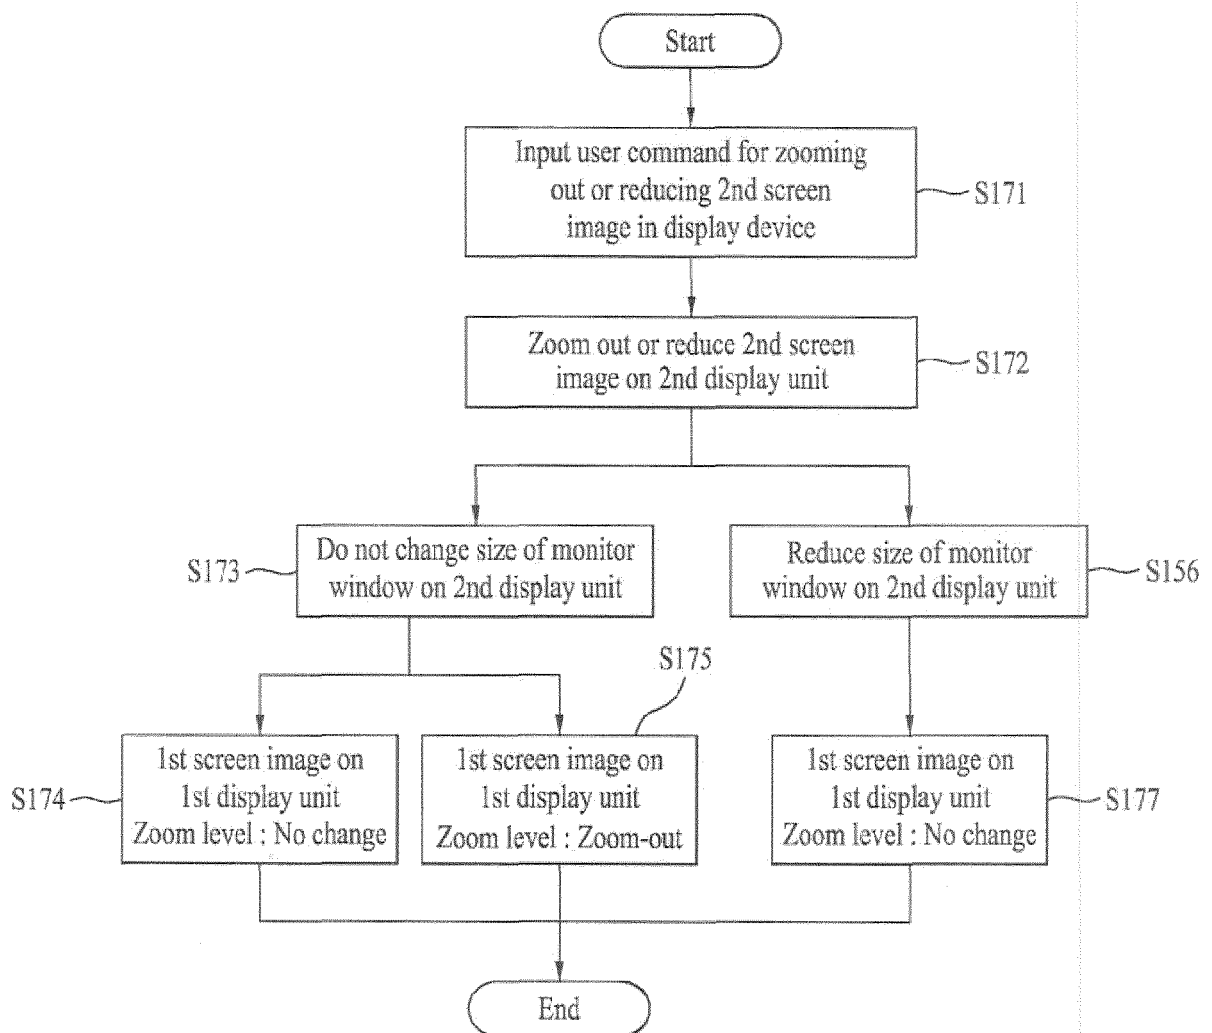 Start
Input user command for zooming
out or reducing 2nd screen
image in display device
S171
Zoom out or reduce 2nd screen
image on 2nd display unit
S172
S173
Do not change size of monitor
window on 2nd display unit
Reduce size of monitor
window on 2nd display unit
S156
S175
S174
1st screen image on
1st display unit
Zoom level : No change
1st screen image on
1st display unit
Zoom level : Zoom-out
1st screen image on
1st display unit
Zoom level : No change
S177
End